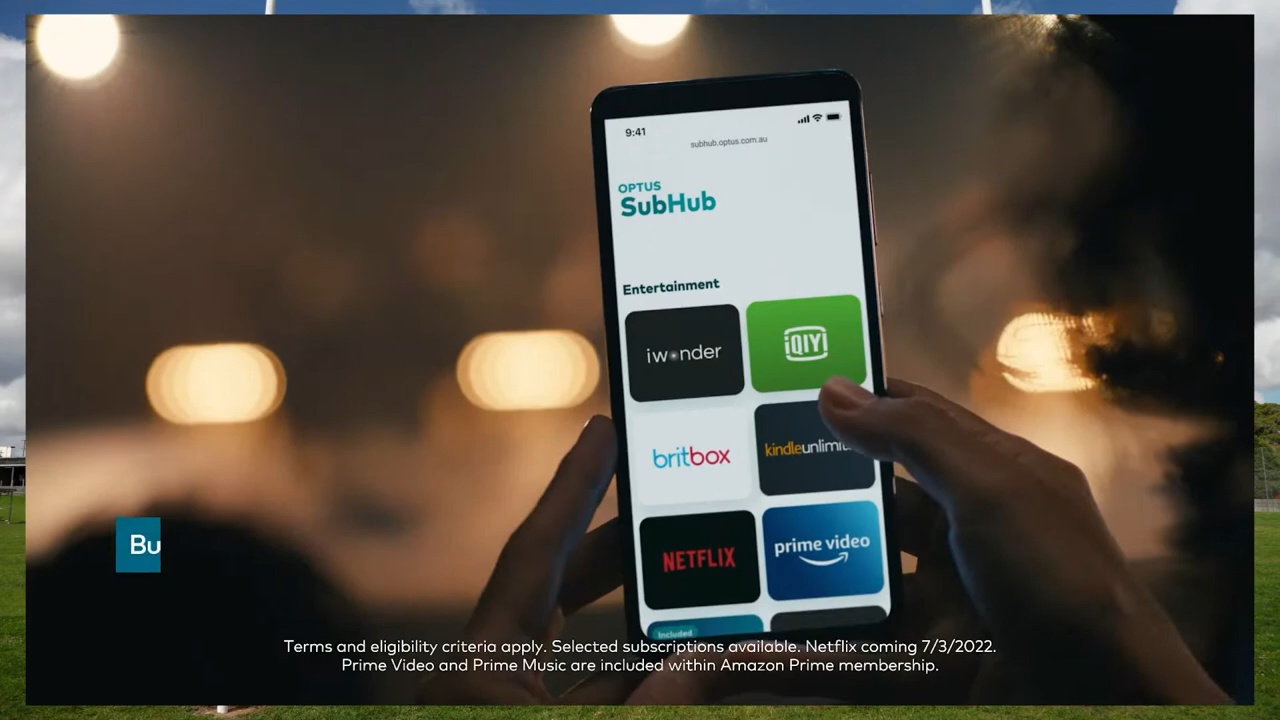 9:41
subhub.optus.com.au
OPTUS
SubHub
Entertainment
iwonder
iQIYI
britbox
kindleunlimi
NETFLIX
prime video
Included
Bu
Terms and eligibility criteria apply. Selected subscriptions available. Netflix coming 7/3/2022.
Prime Video and Prime Music are included within Amazon Prime membership.